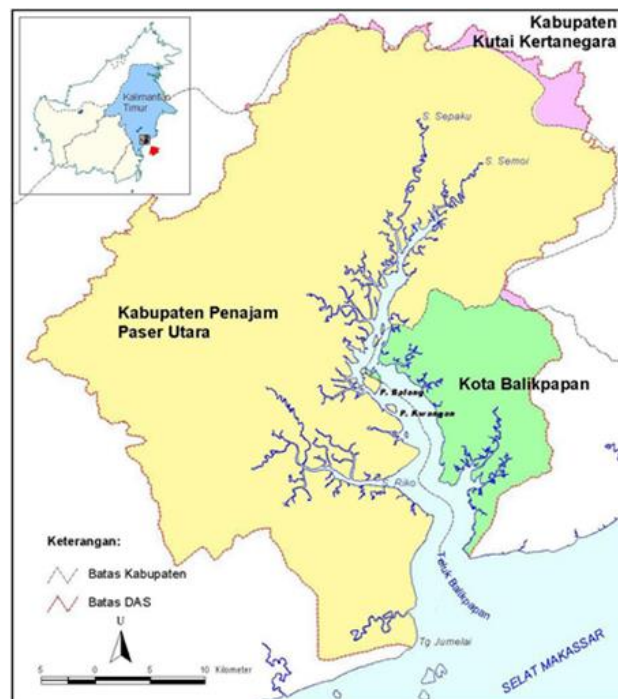 Kabupaten
Kutai Kertanegara
Kalimantan
Timur
S. Sepaku
S. Semoi
Kabupaten Penajam
Paser Utara
Kota Balikpapan
P. Balang
P. Kwangan
S. Riko
Keterangan:
Batas Kabupaten
Batas DAS
Teluk Balikpapan
U
Tg Jumelai
5 0 5 10 Kilometer
SELAT MAKASSAR